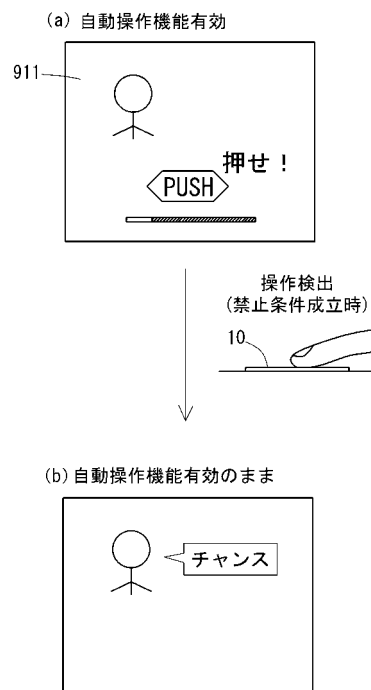 (a) 自動操作機能有効
911
押せ!
PUSH
操作検出
(禁止条件成立時)
10
(b) 自動操作機能有効のまま
チャンス